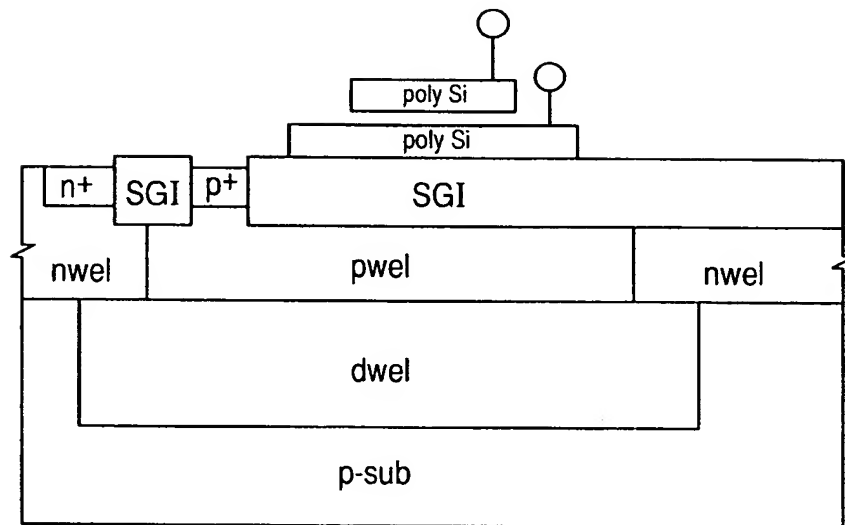 poly Si
poly Si
n+ SGI p+ SGI
nwel pwel nwel
dwel
p-sub